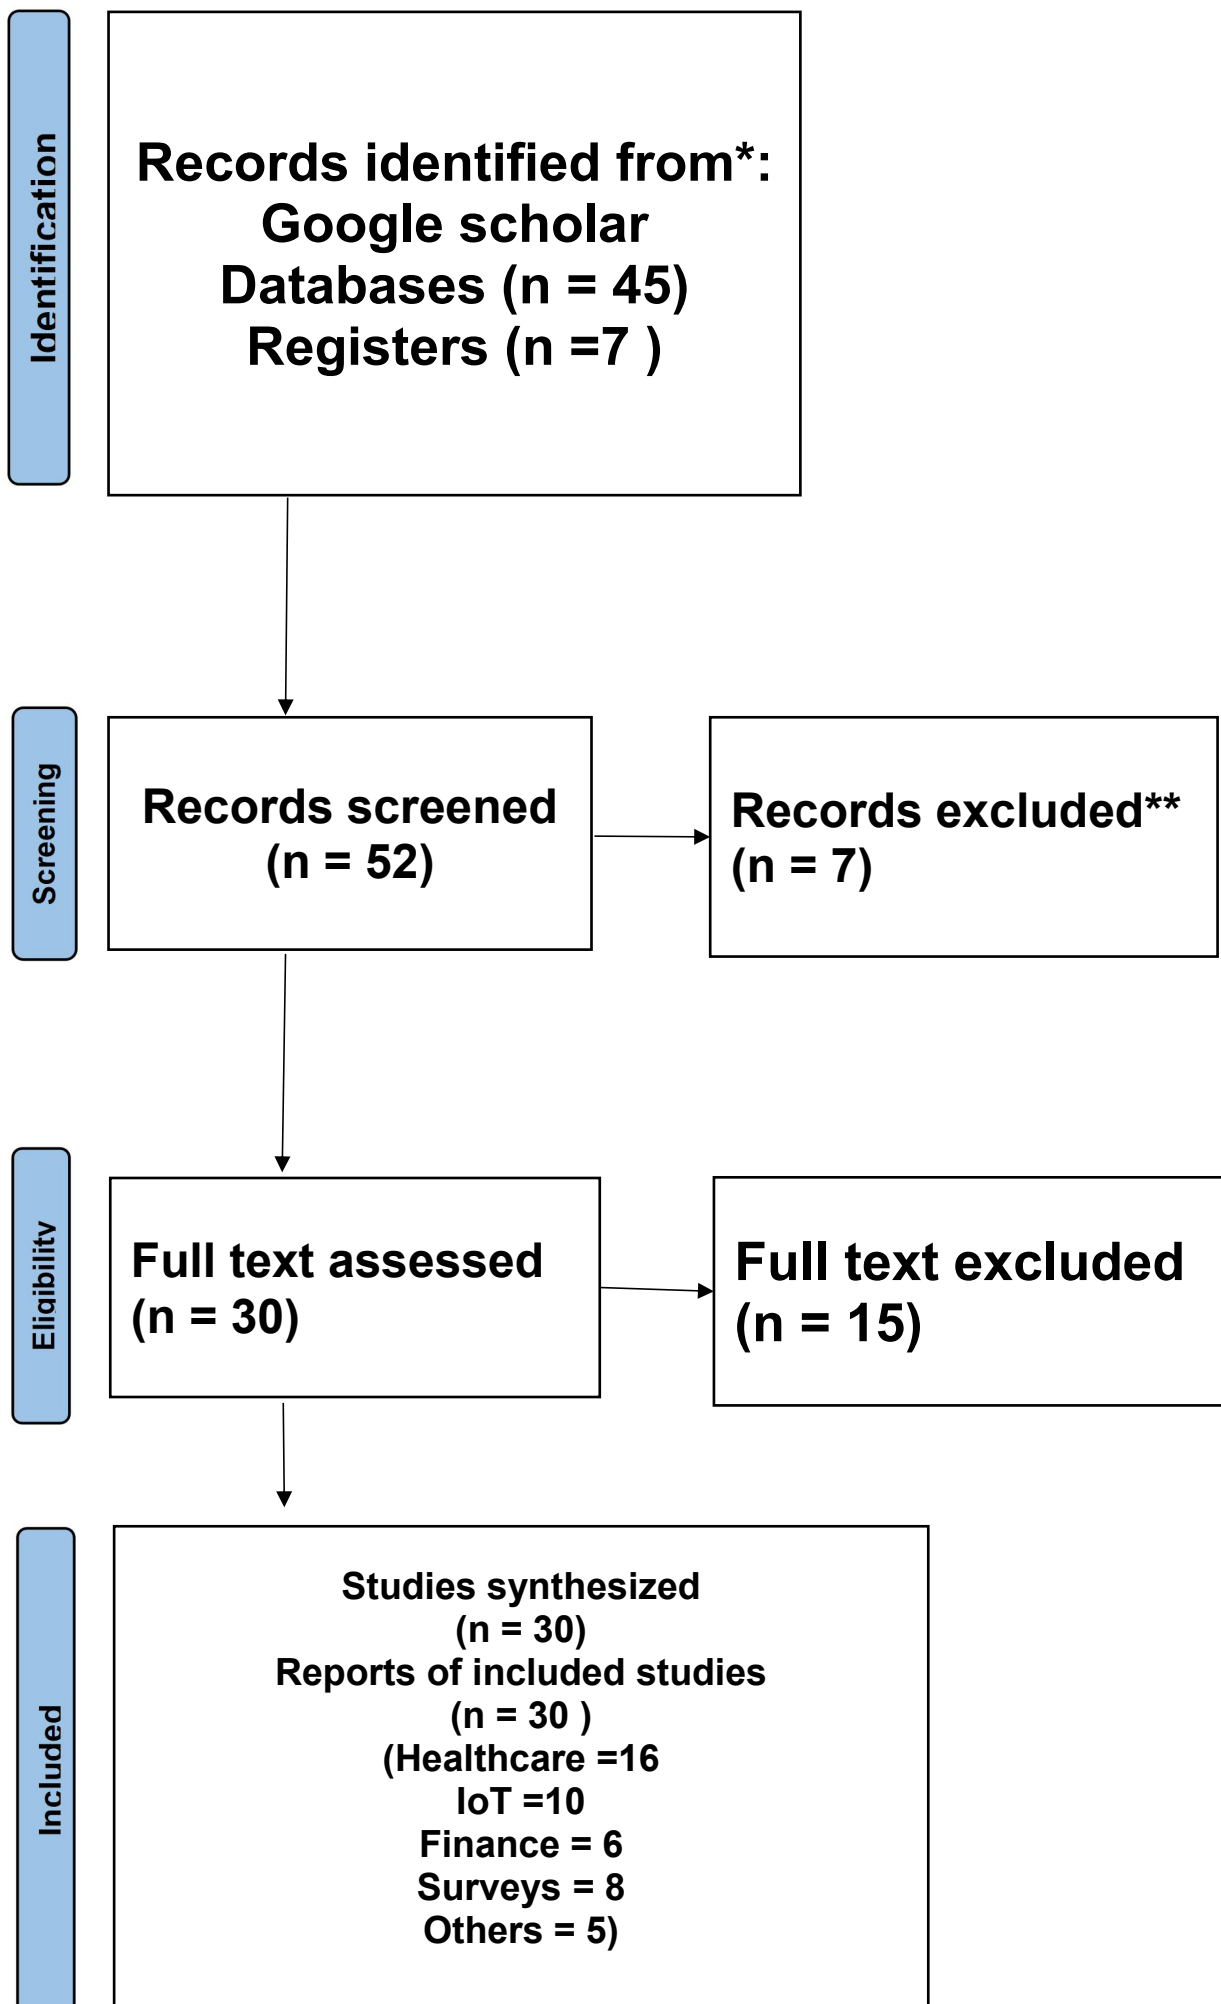 Identification
Records identified from*:
Google scholar
Databases (n = 45)
Registers (n =7 )
Screening
Records screened
(n = 52)
Records excluded**
(n = 7)
Eligibility
Full text assessed
(n = 30)
Full text excluded
(n = 15)
Included
Studies synthesized
(n = 30)
Reports of included studies
(n = 30 )
(Healthcare =16
IoT =10
Finance = 6
Surveys = 8
Others = 5)